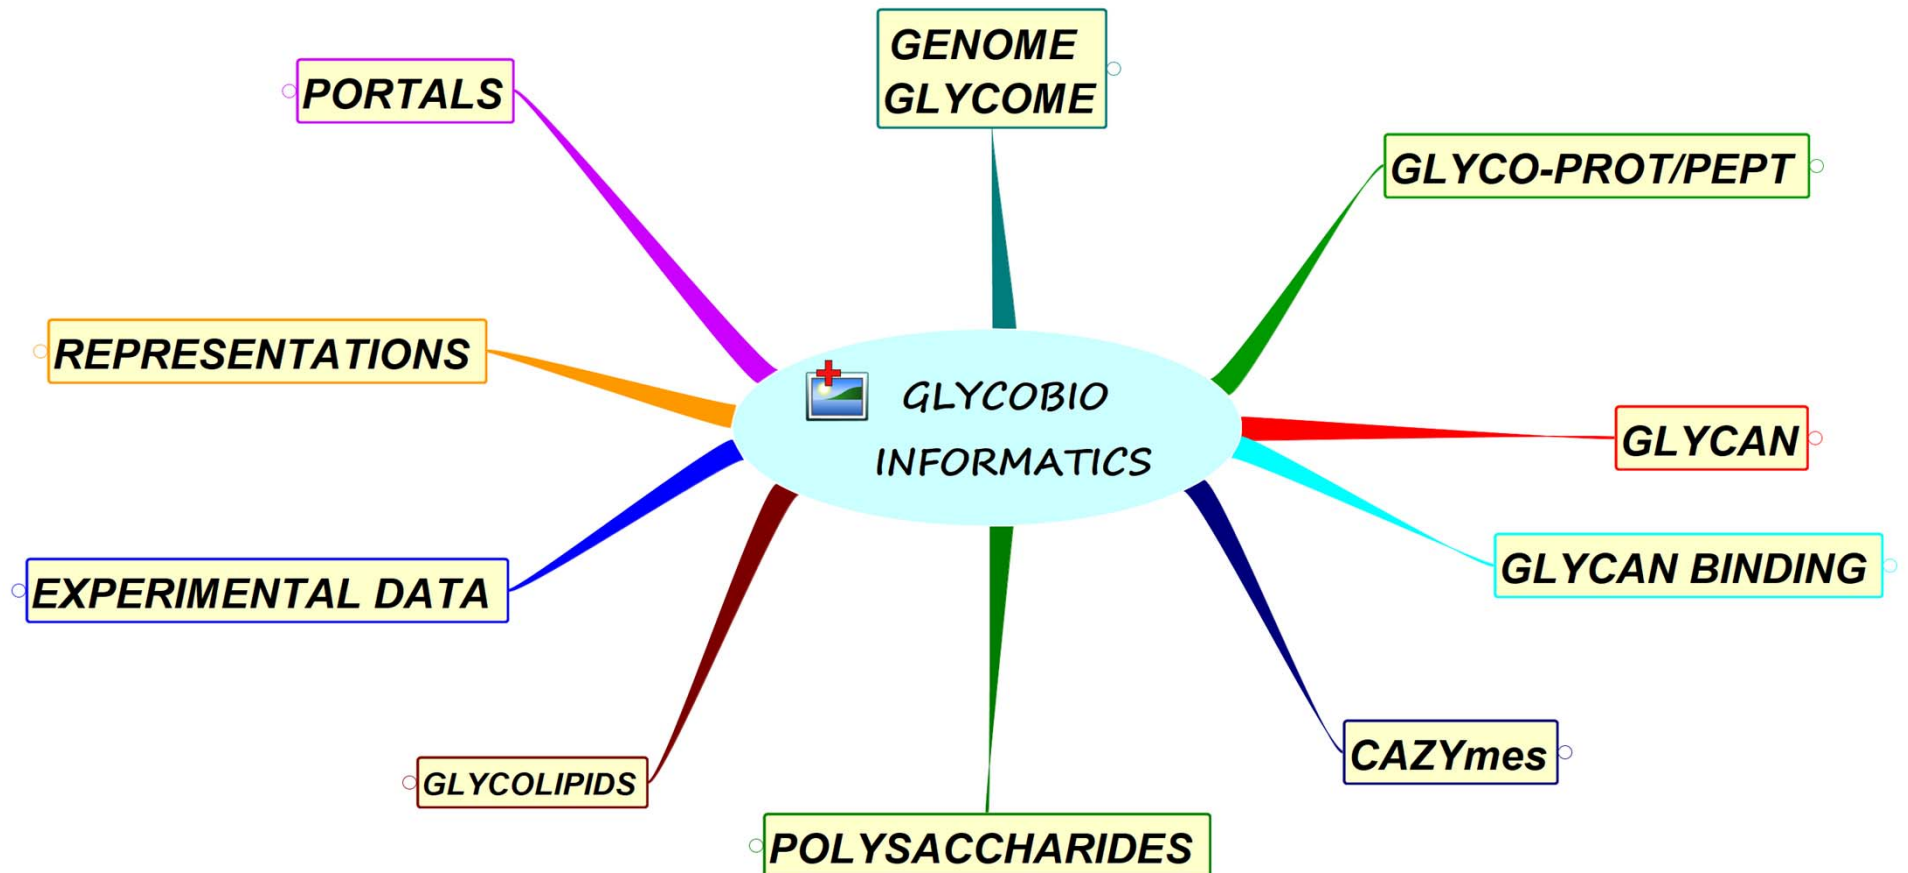 GENOME
GLYCOME
PORTALS
GLYCO-PROT/PEPT
REPRESENTATIONS
GLYCOBIO
INFORMATICS
GLYCAN
GLYCAN BINDING
EXPERIMENTAL DATA
CAZYmes
GLYCOLIPIDS
POLYSACCHARIDES